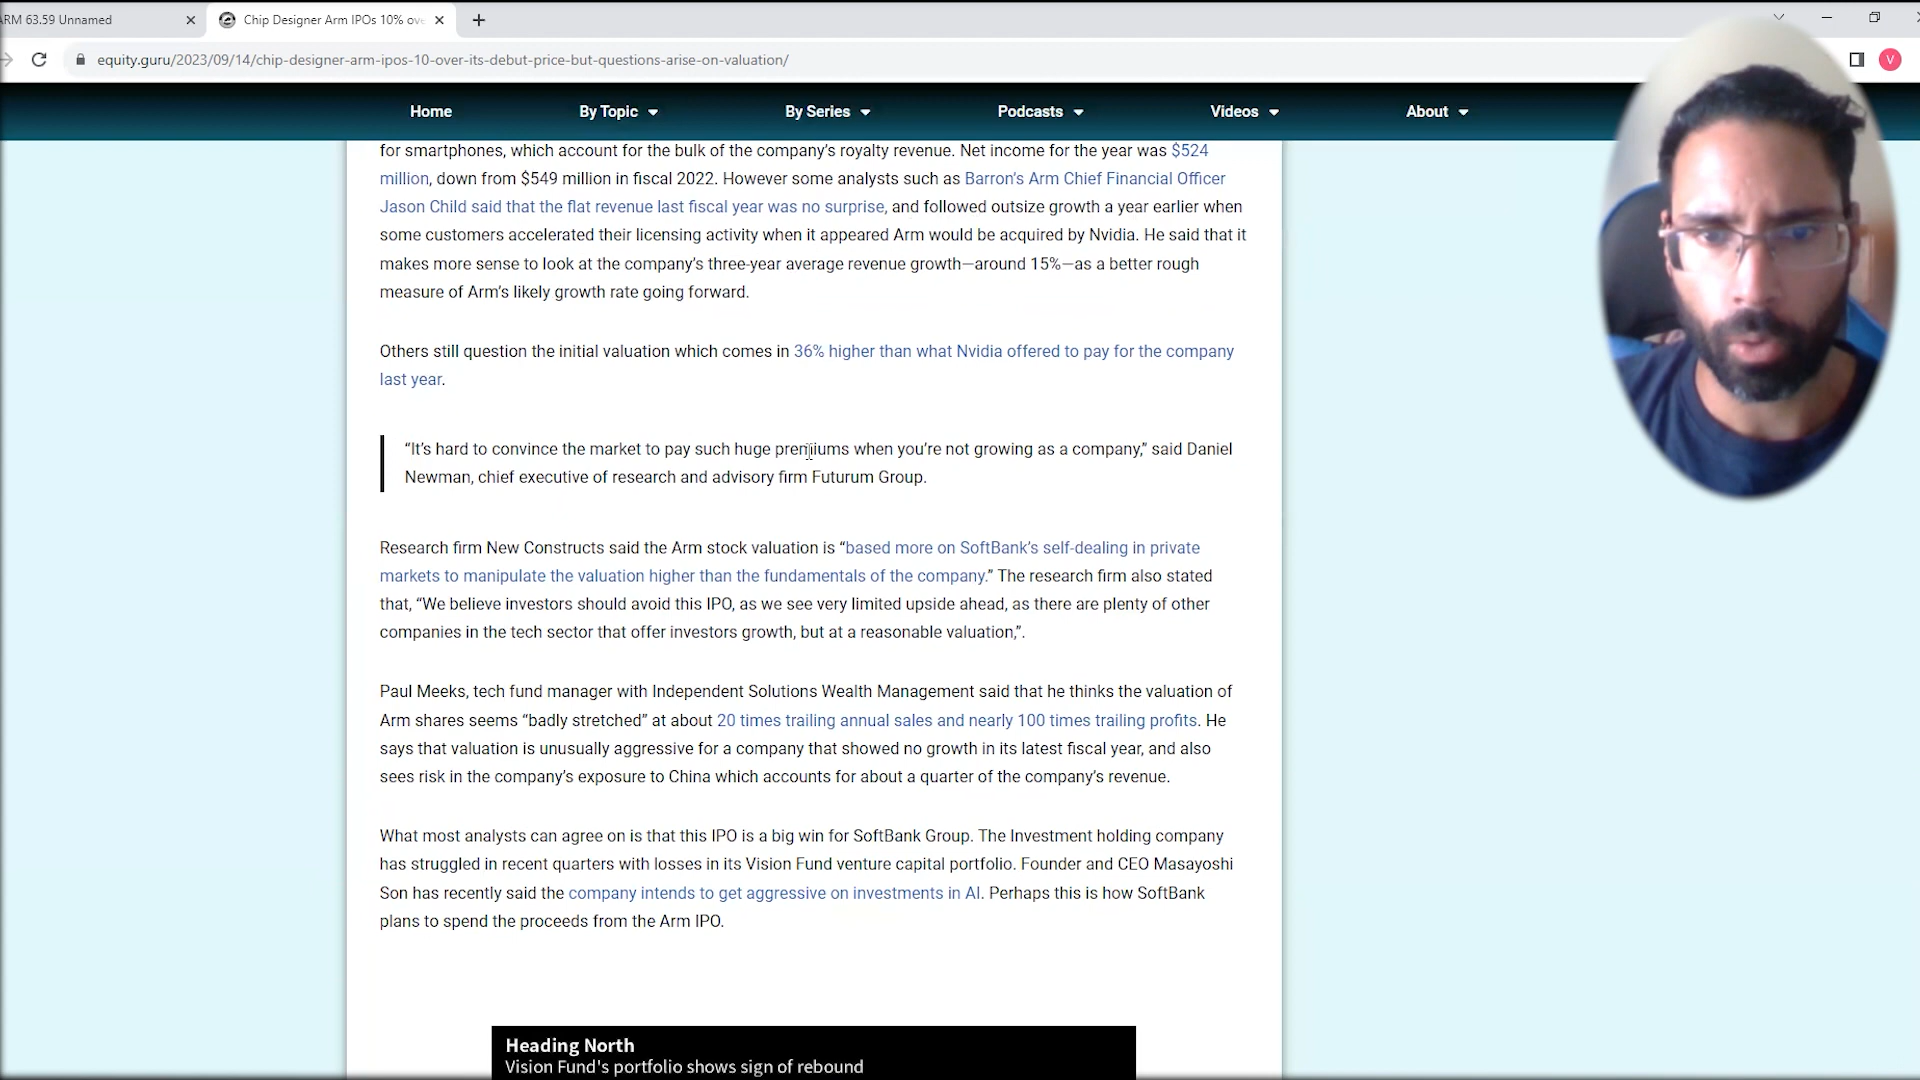 ARM 63.59 Unnamed
Chip Designer Arm IPOs 10% ove
equity.guru/2023/09/14/chip-designer-arm-ipos-10-over-its-debut-price-but-questions-arise-on-valuation/
V
Home By Topic By Series Podcasts Videos About
for smartphones, which account for the bulk of the company’s royalty revenue. Net income for the year was $524
million, down from $549 million in fiscal 2022. However some analysts such as Barron’s Arm Chief Financial Officer
Jason Child said that the flat revenue last fiscal year was no surprise, and followed outsize growth a year earlier when
some customers accelerated their licensing activity when it appeared Arm would be acquired by Nvidia. He said that it
makes more sense to look at the company’s three-year average revenue growth—around 15%—as a better rough
measure of Arm’s likely growth rate going forward.
Others still question the initial valuation which comes in 36% higher than what Nvidia offered to pay for the company
last year.
“It’s hard to convince the market to pay such huge premiums when you’re not growing as a company,” said Daniel
Newman, chief executive of research and advisory firm Futurum Group.
Research firm New Constructs said the Arm stock valuation is “based more on SoftBank’s self-dealing in private
markets to manipulate the valuation higher than the fundamentals of the company.” The research firm also stated
that, “We believe investors should avoid this IPO, as we see very limited upside ahead, as there are plenty of other
companies in the tech sector that offer investors growth, but at a reasonable valuation,”.
Paul Meeks, tech fund manager with Independent Solutions Wealth Management said that he thinks the valuation of
Arm shares seems “badly stretched” at about 20 times trailing annual sales and nearly 100 times trailing profits. He
says that valuation is unusually aggressive for a company that showed no growth in its latest fiscal year, and also
sees risk in the company’s exposure to China which accounts for about a quarter of the company’s revenue.
What most analysts can agree on is that this IPO is a big win for SoftBank Group. The Investment holding company
has struggled in recent quarters with losses in its Vision Fund venture capital portfolio. Founder and CEO Masayoshi
Son has recently said the company intends to get aggressive on investments in AI. Perhaps this is how SoftBank
plans to spend the proceeds from the Arm IPO.
Heading North
Vision Fund's portfolio shows sign of rebound